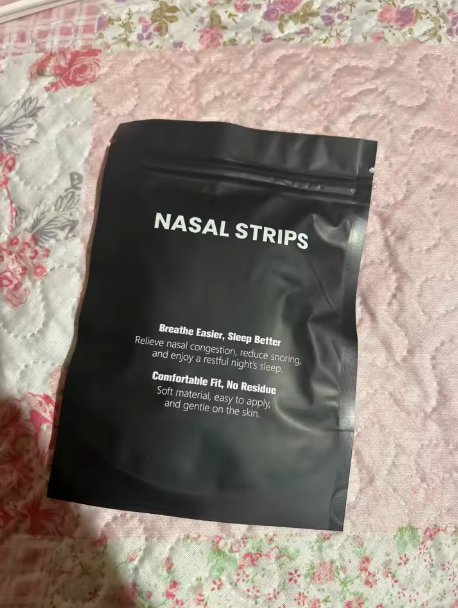 NASAL STRIPS
Breathe Easier, Sleep Better
Relieve nasal congestion, reduce snoring,
and enjoy a restful night's sleep.
Comfortable Fit, No Residue
Soft material, easy to apply,
and gentle on the skin.